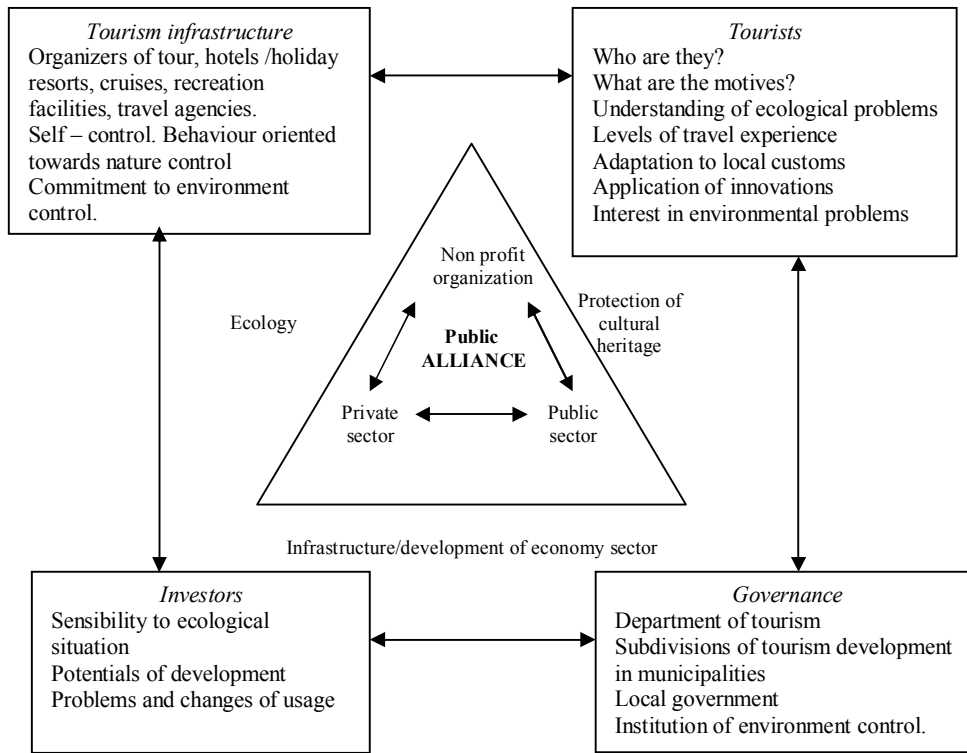 Tourism infrastructure
Organizers of tour, hotels /holiday
resorts, cruises, recreation
facilities, travel agencies.
Self – control. Behaviour oriented
towards nature control
Commitment to environment
control.
Tourists
Who are they?
What are the motives?
Understanding of ecological problems
Levels of travel experience
Adaptation to local customs
Application of innovations
Interest in environmental problems
Ecology
Non profit
organization
Public
ALLIANCE
Private
sector
Public
sector
Protection of
cultural
heritage
Infrastructure/development of economy sector
Investors
Sensibility to ecological
situation
Potentials of development
Problems and changes of usage
Governance
Department of tourism
Subdivisions of tourism development
in municipalities
Local government
Institution of environment control.